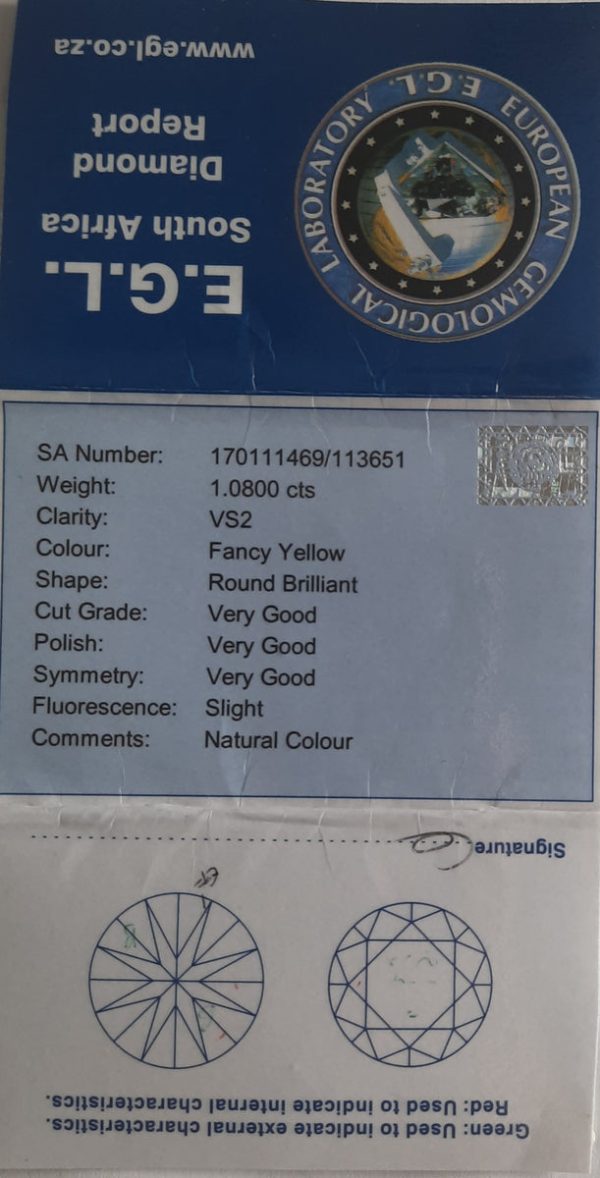 www.egl.co.za
E.G.L.
South Africa
Diamond
Report
E.G.L. EUROPEAN GEMOLOGICAL LABORATORY
SA Number: 170111469/113651
Weight: 1.0800 cts
Clarity: VS2
Colour: Fancy Yellow
Shape: Round Brilliant
Cut Grade: Very Good
Polish: Very Good
Symmetry: Very Good
Fluorescence: Slight
Comments: Natural Colour
Green: Used to indicate external characteristics.
Red: Used to indicate internal characteristics.
Signature